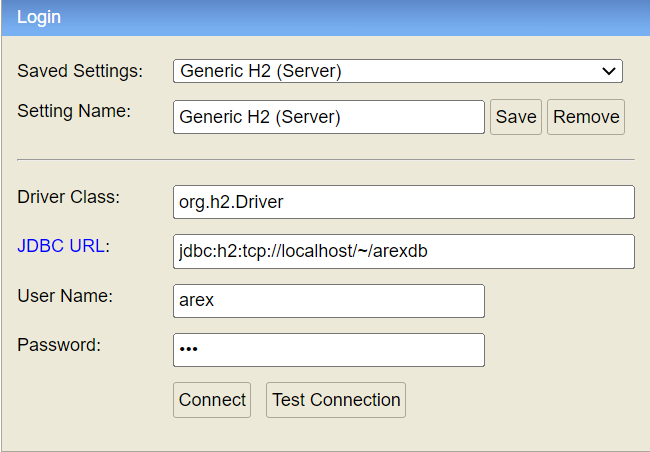 Login
Saved Settings: Generic H2 (Server)
Setting Name: Generic H2 (Server) Save Remove
Driver Class: org.h2.Driver
JDBC URL: jdbc:h2:tcp://localhost/~/arexdb
User Name: arex
Password: •••
Connect Test Connection